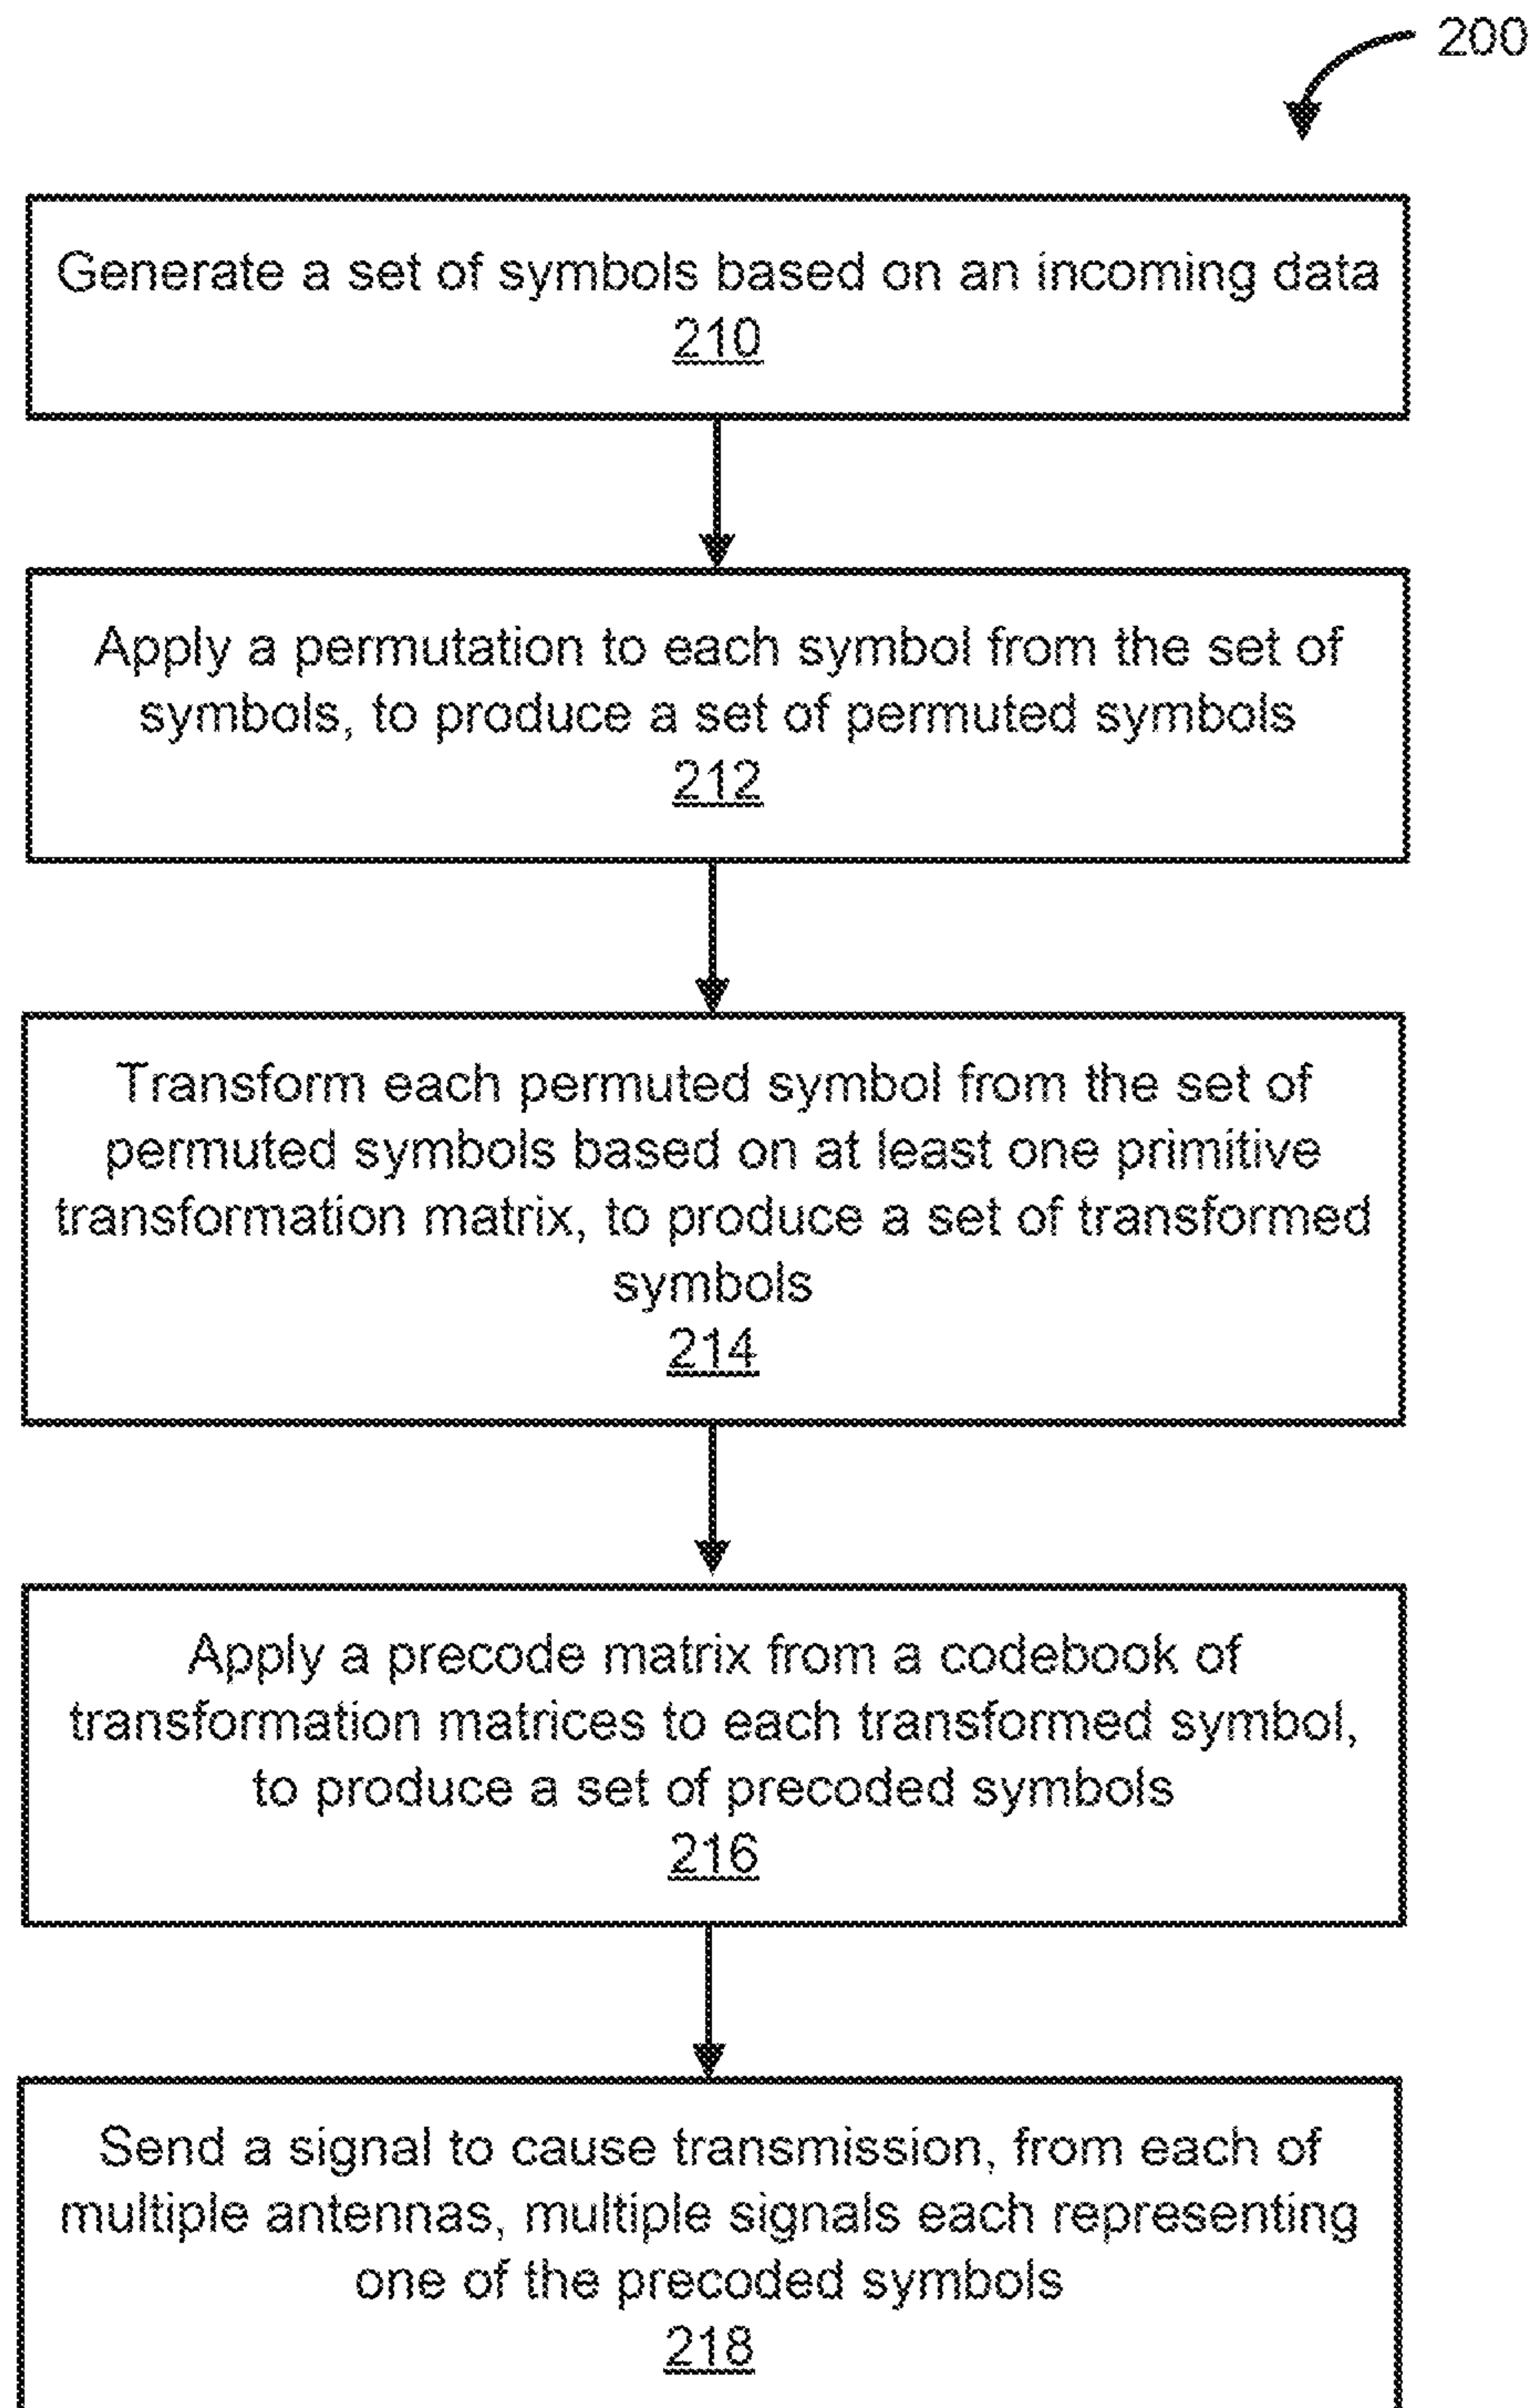 200
Generate a set of symbols based on an incoming data
210
Apply a permutation to each symbol from the set of
symbols, to produce a set of permuted symbols
212
Transform each permuted symbol from the set of
permuted symbols based on at least one primitive
transformation matrix, to produce a set of transformed
symbols
214
Apply a precode matrix from a codebook of
transformation matrices to each transformed symbol,
to produce a set of precoded symbols
216
Send a signal to cause transmission, from each of
multiple antennas, multiple signals each representing
one of the precoded symbols
218